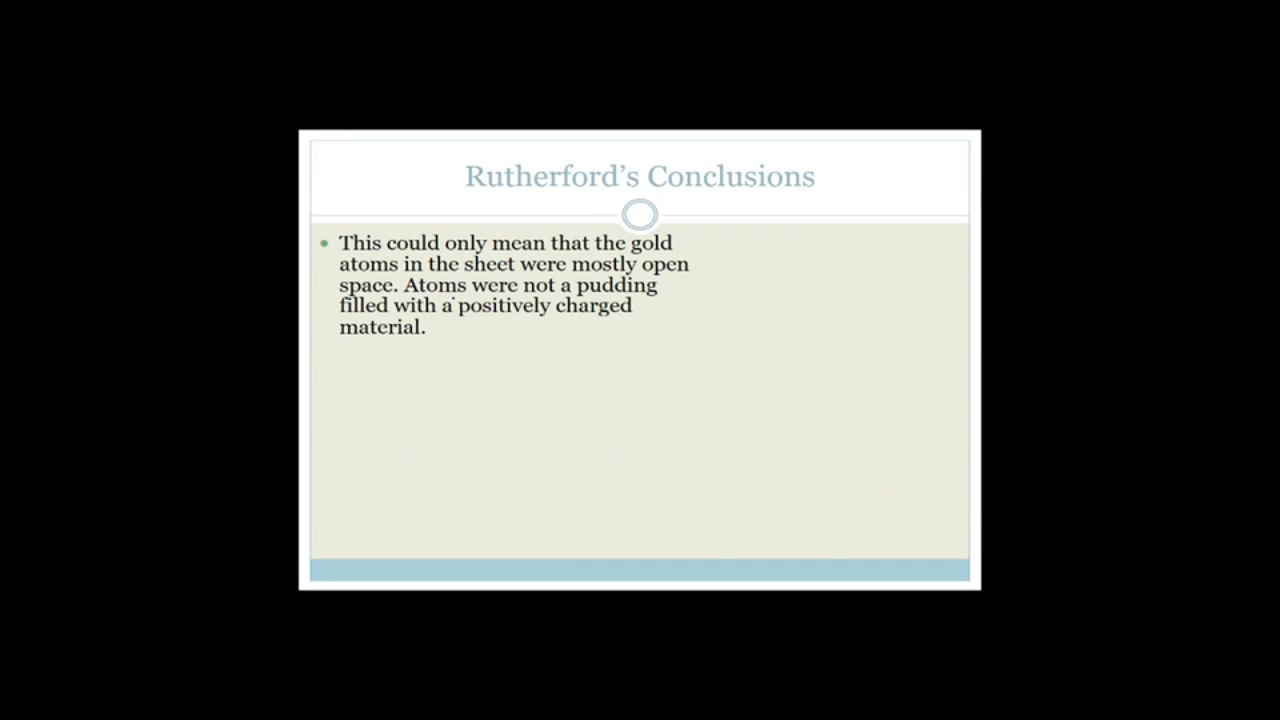 Rutherford’s Conclusions
• This could only mean that the gold
atoms in the sheet were mostly open
space. Atoms were not a pudding
filled with a positively charged
material.